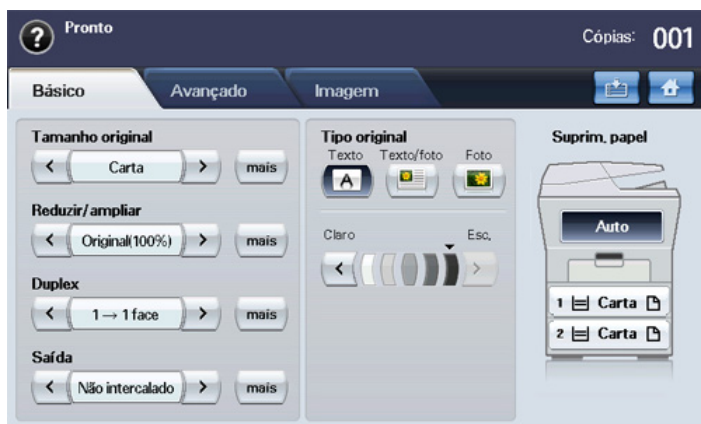 Pronto
Cópias: 001
Básico Avançado Imagem
Tamanho original
Carta mais
Reduzir/ampliar
Original(100%) mais
Duplex
1 → 1 face mais
Saída
Não intercalado mais
Tipo original
Texto Texto/foto Foto
A
Claro Esc.
Suprim. papel
Auto
1 Carta
2 Carta